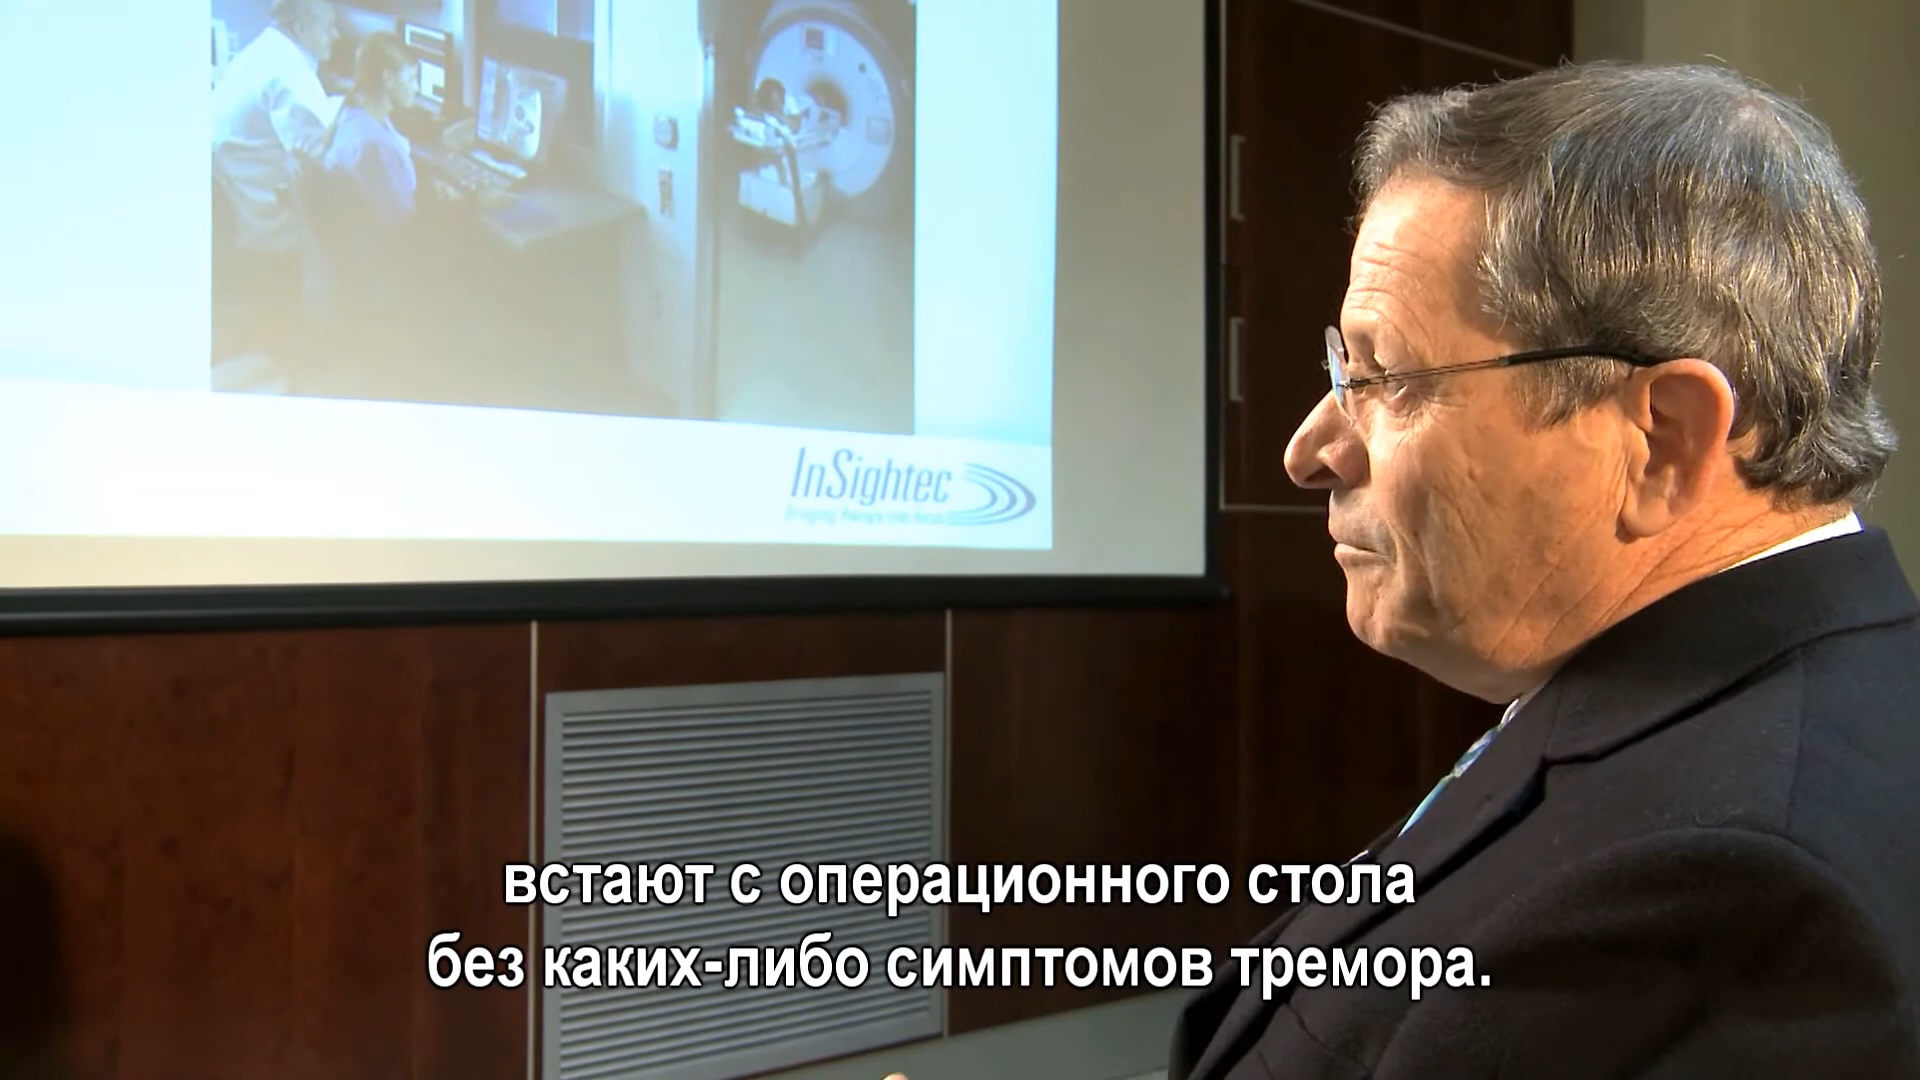 InSightec
встают с операционного стола
без каких-либо симптомов тремора.